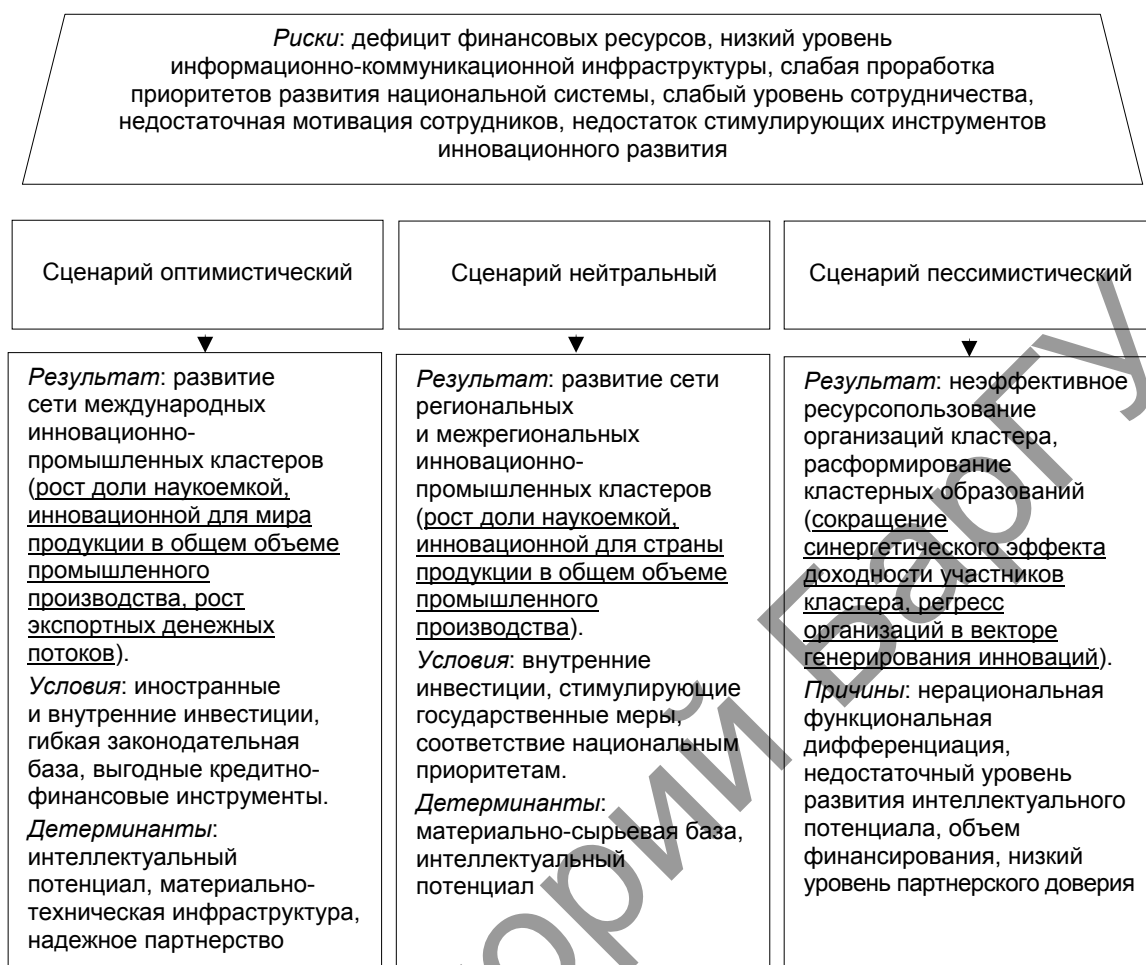 Риски: дефицит финансовых ресурсов, низкий уровень
информационно-коммуникационной инфраструктуры, слабая проработка
приоритетов развития национальной системы, слабый уровень сотрудничества,
недостаточная мотивация сотрудников, недостаток стимулирующих инструментов
инновационного развития
Сценарий оптимистический
Сценарий нейтральный
Сценарий пессимистический
Результат: развитие
сети международных
инновационно-
промышленных кластеров
(рост доли наукоемкой,
инновационной для мира
продукции в общем объеме
промышленного
производства, рост
экспортных денежных
потоков).
Условия: иностранные
и внутренние инвестиции,
гибкая законодательная
база, выгодные кредитно-
финансовые инструменты.
Детерминанты:
интеллектуальный
потенциал, материально-
техническая инфраструктура,
надежное партнерство
Результат: развитие сети
региональных
и межрегиональных
инновационно-
промышленных кластеров
(рост доли наукоемкой,
инновационной для страны
продукции в общем объеме
промышленного
производства).
Условия: внутренние
инвестиции, стимулирующие
государственные меры,
соответствие национальным
приоритетам.
Детерминанты:
материально-сырьевая база,
интеллектуальный
потенциал
Результат: неэффективное
ресурсопользование
организаций кластера,
расформирование
кластерных образований
(сокращение
синергетического эффекта
доходности участников
кластера, регресс
организаций в векторе
генерирования инноваций).
Причины: нерациональная
функциональная
дифференциация,
недостаточный уровень
развития интеллектуального
потенциала, объем
финансирования, низкий
уровень партнерского доверия
БарГУ